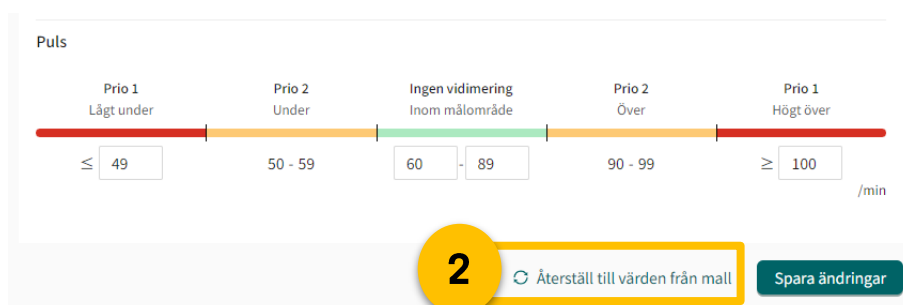 Puls
Prio 1 Prio 2 Ingen vidimering Prio 2 Prio 1
Lågt under Under Inom målområde Över Högt över
≤ 49 50 - 59 60 - 89 90 - 99 ≥ 100
/min
2 Återställ till värden från mall Spara ändringar